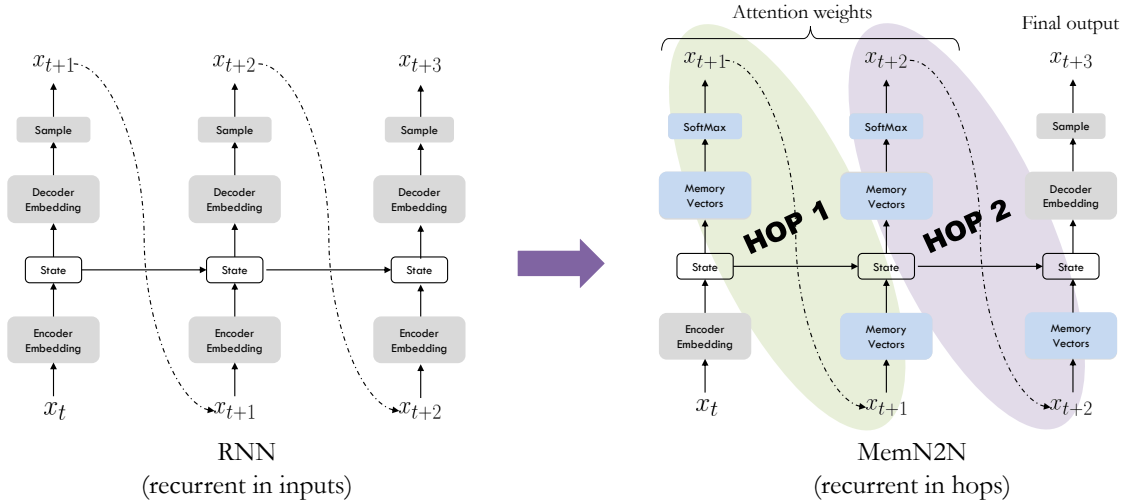 Attention weights
Final output
x_{t+1} x_{t+2} x_{t+3}
Sample Sample Sample
Decoder Embedding Decoder Embedding Decoder Embedding
State State State
Encoder Embedding Encoder Embedding Encoder Embedding
x_t x_{t+1} x_{t+2}
RNN
(recurrent in inputs)
x_{t+1} x_{t+2} x_{t+3}
SoftMax SoftMax Sample
Memory Vectors Memory Vectors Decoder Embedding
HOP 1 HOP 2
State State State
Encoder Embedding Memory Vectors Memory Vectors
x_t x_{t+1} x_{t+2}
MemN2N
(recurrent in hops)